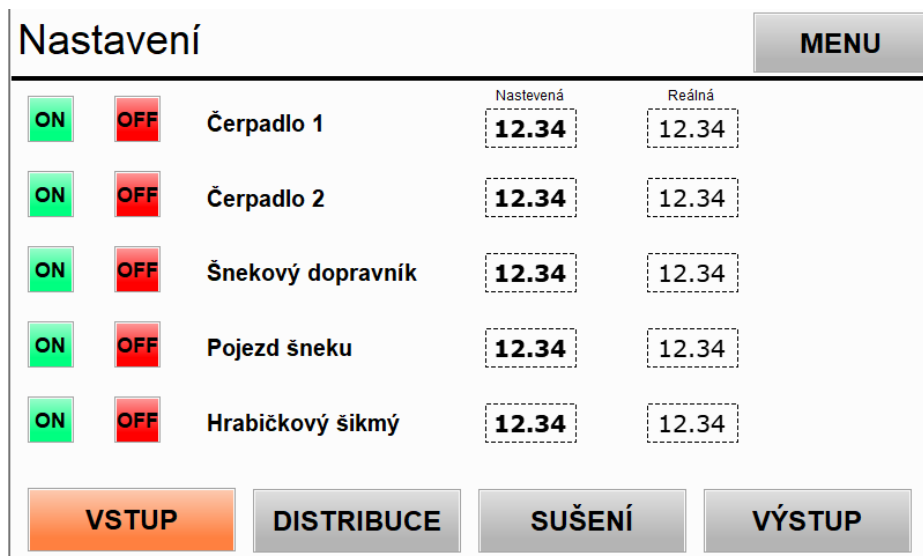 Nastavení MENU
Nastevená Reálná
ON OFF Čerpadlo 1 12.34 12.34
ON OFF Čerpadlo 2 12.34 12.34
ON OFF Šnekový dopravník 12.34 12.34
ON OFF Pojezd šneku 12.34 12.34
ON OFF Hrabičkový šikmý 12.34 12.34
VSTUP DISTRIBUCE SUŠENÍ VÝSTUP